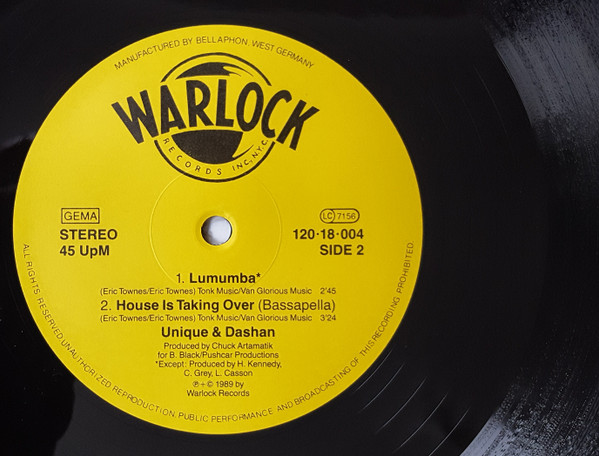 MANUFACTURED BY BELLAPHON, WEST GERMANY
WARLOCK
RECORDS INC. N.Y.C.
GEMA
STEREO
45 UpM
LC 7156
120·18·004
SIDE 2
1. Lumumba*
(Eric Townes/Eric Townes) Tonk Music/Van Glorious Music 2'45
2. House Is Taking Over (Bassapella)
(Eric Townes/Eric Townes) Tonk Music/Van Glorious Music 3'24
Unique & Dashan
Produced by Chuck Artamatik
for B. Black/Pushcar Productions
*Except: Produced by H. Kennedy,
C. Grey, L. Casson
℗+© 1989 by
Warlock Records
ALL RIGHTS RESERVED. UNAUTHORIZED REPRODUCTION, PUBLIC PERFORMANCE AND BROADCASTING OF THIS RECORDING PROHIBITED